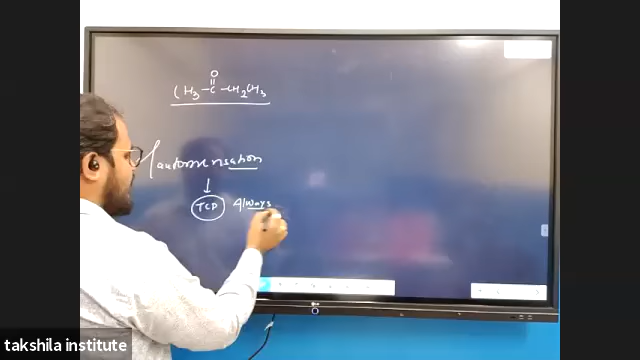 O
||
CH3-C-CH2CH3
Tautomerisation
↓
TCP Always
takshila institute